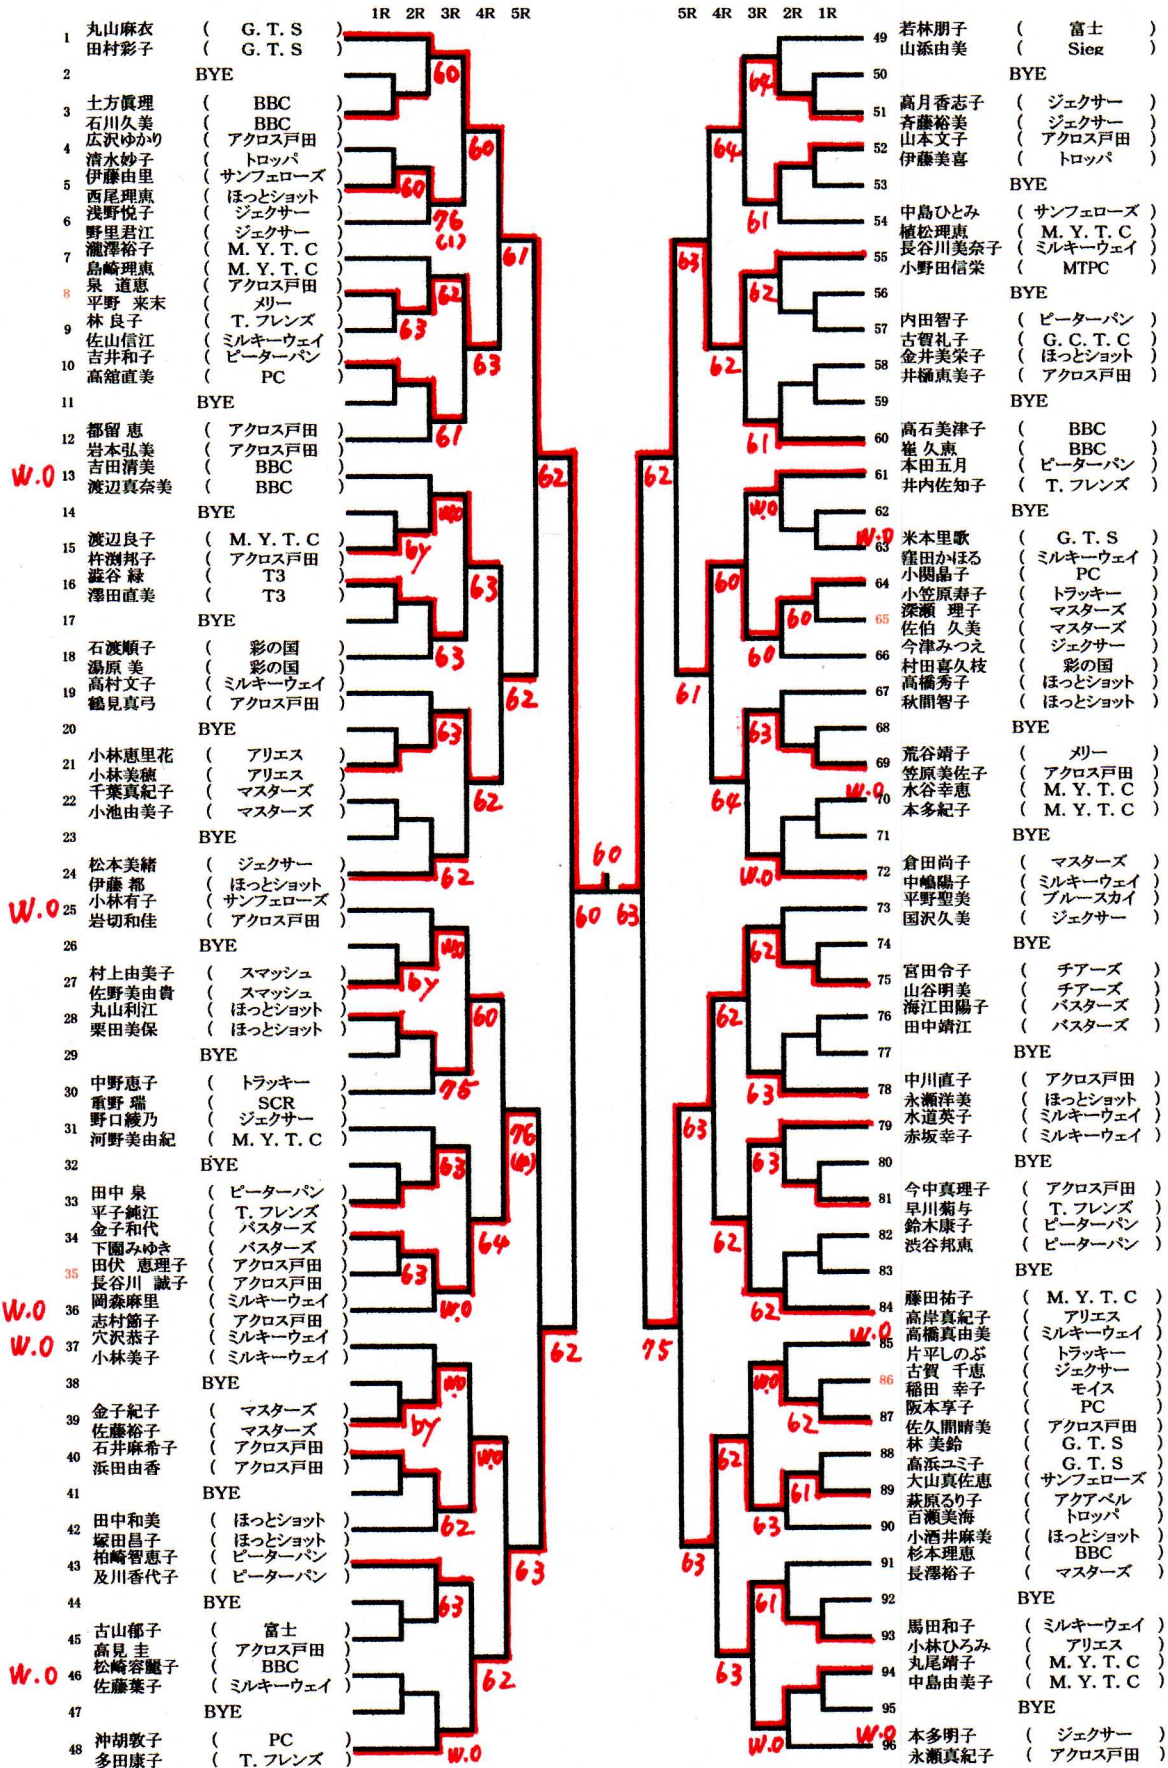 1R 2R 3R 4R 5R
5R 4R 3R 2R 1R
1 丸山麻衣 ( G. T. S )
田村彩子 ( G. T. S )
2 BYE
3 土方眞理 ( BBC )
石川久美 ( BBC )
4 広沢ゆかり ( アクロス戸田 )
清水妙子 ( トロッパ )
5 伊藤由里 ( サンフェローズ )
西尾理恵 ( ほっとショット )
6 浅野悦子 ( ジェクサー )
野里君江 ( ジェクサー )
7 瀧澤裕子 ( M. Y. T. C )
島崎理恵 ( M. Y. T. C )
8 泉 道恵 ( アクロス戸田 )
平野 来末 ( メリー )
9 林 良子 ( T. フレンズ )
佐山信江 ( ミルキーウェイ )
10 吉井和子 ( ピーターパン )
高舘直美 ( PC )
11 BYE
12 都留 恵 ( アクロス戸田 )
岩本弘美 ( アクロス戸田 )
W.O 13 吉田清美 ( BBC )
渡辺真奈美 ( BBC )
14 BYE
15 渡辺良子 ( M. Y. T. C )
杵渕邦子 ( アクロス戸田 )
16 澁谷 緑 ( T3 )
澤田直美 ( T3 )
17 BYE
18 石渡順子 ( 彩の国 )
湯原 美 ( 彩の国 )
19 高村文子 ( ミルキーウェイ )
鶴見真弓 ( アクロス戸田 )
20 BYE
21 小林恵里花 ( アリエス )
小林美穂 ( アリエス )
22 千葉真紀子 ( マスターズ )
小池由美子 ( マスターズ )
23 BYE
24 松本美緒 ( ジェクサー )
伊藤 都 ( ほっとショット )
W.O 25 小林有子 ( サンフェローズ )
岩切和佳 ( アクロス戸田 )
26 BYE
27 村上由美子 ( スマッシュ )
佐野美由貴 ( スマッシュ )
28 丸山利江 ( ほっとショット )
栗田美保 ( ほっとショット )
29 BYE
30 中野恵子 ( トラッキー )
重野 瑞 ( SCR )
31 野口綾乃 ( ジェクサー )
河野美由紀 ( M. Y. T. C )
32 BYE
33 田中 泉 ( ピーターパン )
平子純江 ( T. フレンズ )
34 金子和代 ( バスターズ )
下園みゆき ( バスターズ )
35 田伏 恵理子 ( アクロス戸田 )
長谷川 誠子 ( アクロス戸田 )
W.O 36 岡森麻里 ( ミルキーウェイ )
志村節子 ( アクロス戸田 )
W.O 37 穴沢恭子 ( ミルキーウェイ )
小林美子 ( ミルキーウェイ )
38 BYE
39 金子紀子 ( マスターズ )
佐藤裕子 ( マスターズ )
40 石井麻希子 ( アクロス戸田 )
浜田由香 ( アクロス戸田 )
41 BYE
42 田中和美 ( ほっとショット )
塚田昌子 ( ほっとショット )
43 柏崎智恵子 ( ピーターパン )
及川香代子 ( ピーターパン )
44 BYE
45 古山郁子 ( 富士 )
高見 圭 ( アクロス戸田 )
W.O 46 松崎容麗子 ( BBC )
佐藤葉子 ( ミルキーウェイ )
47 BYE
48 沖胡敦子 ( PC )
多田康子 ( T. フレンズ )
60
60
60
76
(1)
62
63
61
60
63
61
W.O
by
63
63
62
63
62
62
62
W.O
by
75
60
63
63
W.O
64
76
W.O
by
62
W.O
63
62
63
62
60
60 63
49 若林朋子 ( 富士 )
山添由美 ( Sieg )
50 BYE
51 高月香志子 ( ジェクサー )
斉藤裕美 ( ジェクサー )
52 山本文子 ( アクロス戸田 )
伊藤美喜 ( トロッパ )
53 BYE
54 中島ひとみ ( サンフェローズ )
植松理恵 ( M. Y. T. C )
55 長谷川美奈子 ( ミルキーウェイ )
小野田信栄 ( MTPC )
56 BYE
57 内田智子 ( ピーターパン )
古賀礼子 ( G. C. T. C )
58 金井美栄子 ( ほっとショット )
井樋恵美子 ( アクロス戸田 )
59 BYE
60 高石美津子 ( BBC )
崔 久恵 ( BBC )
61 本田五月 ( ピーターパン )
井内佐知子 ( T. フレンズ )
62 BYE
W.O 63 米本里歌 ( G. T. S )
窪田かほる ( ミルキーウェイ )
64 小関晶子 ( PC )
小笠原寿子 ( トラッキー )
65 深瀬 理子 ( マスターズ )
佐伯 久美 ( マスターズ )
66 今津みつえ ( ジェクサー )
村田喜久枝 ( 彩の国 )
67 高橋秀子 ( ほっとショット )
秋間智子 ( ほっとショット )
68 BYE
69 荒谷靖子 ( メリー )
笠原美佐子 ( アクロス戸田 )
W.O 70 水谷幸恵 ( M. Y. T. C )
本多紀子 ( M. Y. T. C )
71 BYE
72 倉田尚子 ( マスターズ )
中嶋陽子 ( ミルキーウェイ )
73 平野聖美 ( ブルースカイ )
国沢久美 ( ジェクサー )
74 BYE
75 宮田令子 ( チアーズ )
山谷明美 ( チアーズ )
76 海江田陽子 ( バスターズ )
田中靖江 ( バスターズ )
77 BYE
78 中川直子 ( アクロス戸田 )
永瀬洋美 ( ほっとショット )
79 水道英子 ( ミルキーウェイ )
赤坂幸子 ( ミルキーウェイ )
80 BYE
81 今中真理子 ( アクロス戸田 )
早川菊与 ( T. フレンズ )
82 鈴木康子 ( ピーターパン )
渋谷邦恵 ( ピーターパン )
83 BYE
84 藤田祐子 ( M. Y. T. C )
高岸真紀子 ( アリエス )
W.O 85 高橋真由美 ( ミルキーウェイ )
片平しのぶ ( トラッキー )
86 古賀 千恵 ( ジェクサー )
稲田 幸子 ( モイス )
87 阪本享子 ( PC )
佐久間晴美 ( アクロス戸田 )
88 林 美鈴 ( G. T. S )
高浜ユミ子 ( G. T. S )
89 大山真佐恵 ( サンフェローズ )
萩原るり子 ( アクアベル )
90 百瀬美海 ( トロッパ )
小酒井麻美 ( ほっとショット )
91 杉本理恵 ( BBC )
長澤裕子 ( マスターズ )
92 BYE
93 馬田和子 ( ミルキーウェイ )
小林ひろみ ( アリエス )
94 丸尾靖子 ( M. Y. T. C )
中島由美子 ( M. Y. T. C )
95 BYE
W.O 96 本多明子 ( ジェクサー )
永瀬真紀子 ( アクロス戸田 )
64
64
61
63
62
62
61
62
W.O
60
60
60
61
63
64
W.O
62
62
63
63
63
62
62
75
W.O
62
62
61
63
63
61
63
W.O